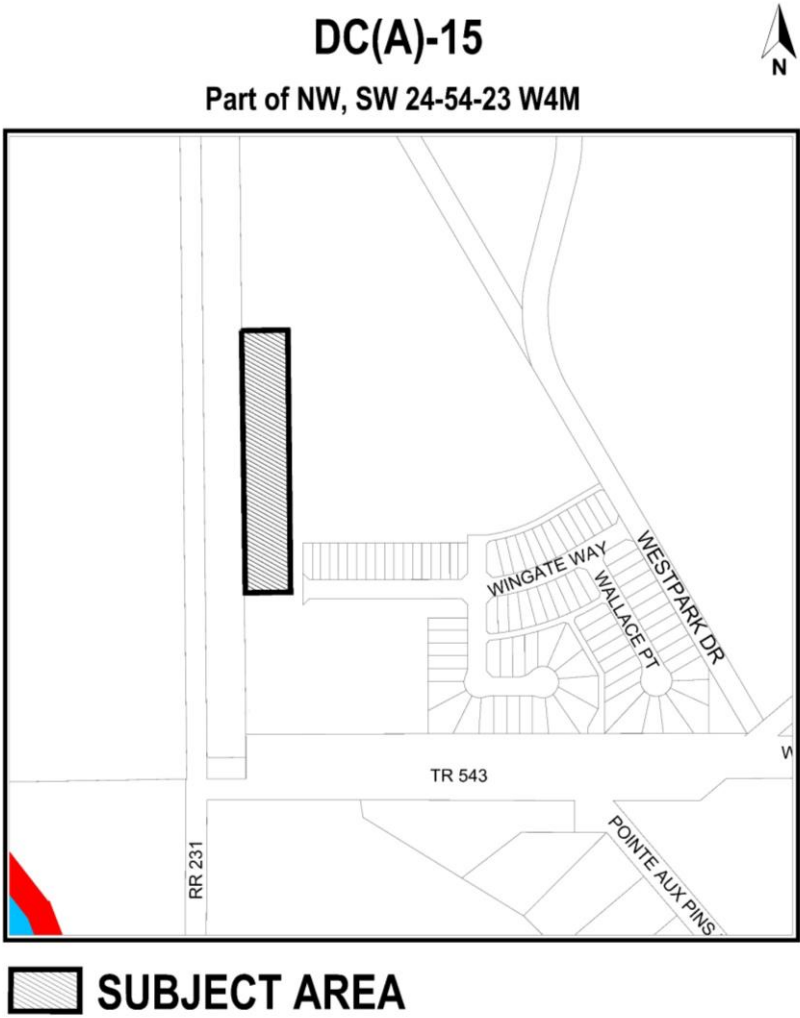 DC(A)-15
N
Part of NW, SW 24-54-23 W4M
WINGATE WAY
WESTPARK DR
WALLACE PT
W
TR 543
RR 231
POINTE AUX PINS
SUBJECT AREA